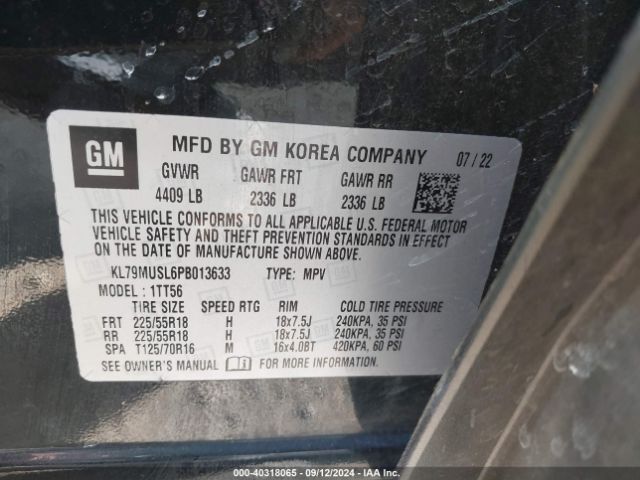 GM
MFD BY GM KOREA COMPANY 07/22
GVWR GAWR FRT GAWR RR
4409 LB 2336 LB 2336 LB
THIS VEHICLE CONFORMS TO ALL APPLICABLE U.S. FEDERAL MOTOR
VEHICLE SAFETY AND THEFT PREVENTION STANDARDS IN EFFECT
ON THE DATE OF MANUFACTURE SHOWN ABOVE.
KL79MUSL6PB013633 TYPE: MPV
MODEL: 1TT56
TIRE SIZE SPEED RTG RIM COLD TIRE PRESSURE
FRT 225/55R18 H 18x7.5J 240KPA, 35 PSI
RR 225/55R18 H 18x7.5J 240KPA, 35 PSI
SPA T125/70R16 M 16x4.0BT 420KPA, 60 PSI
SEE OWNER'S MANUAL FOR MORE INFORMATION.
000-40318065 - 09/12/2024 - IAA Inc.